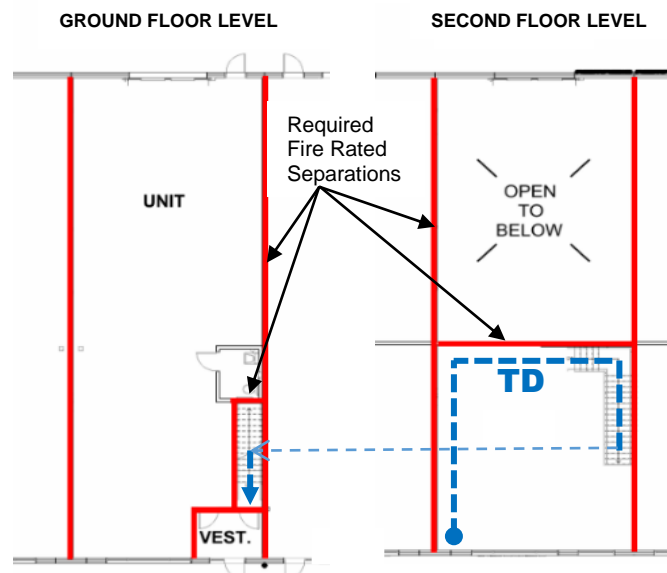 GROUND FLOOR LEVEL
SECOND FLOOR LEVEL
Required
Fire Rated
Separations
UNIT
OPEN
TO
BELOW
TD
VEST.